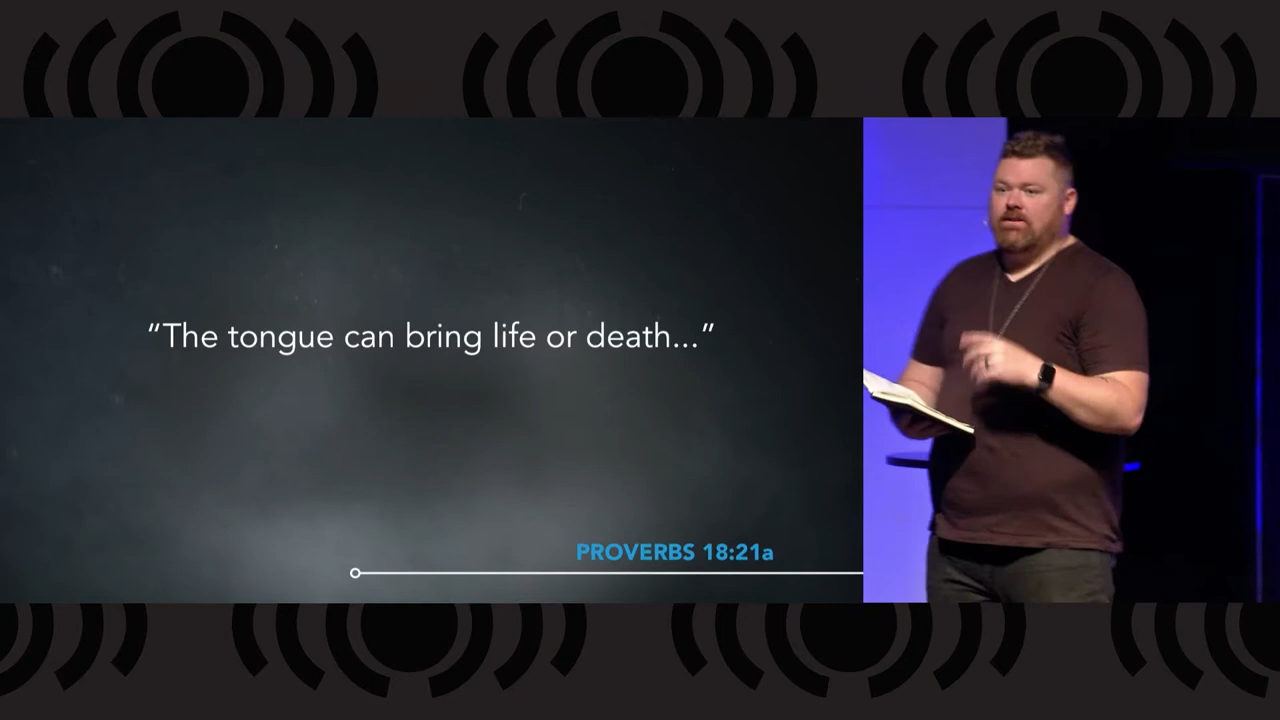 “The tongue can bring life or death...”
PROVERBS 18:21a